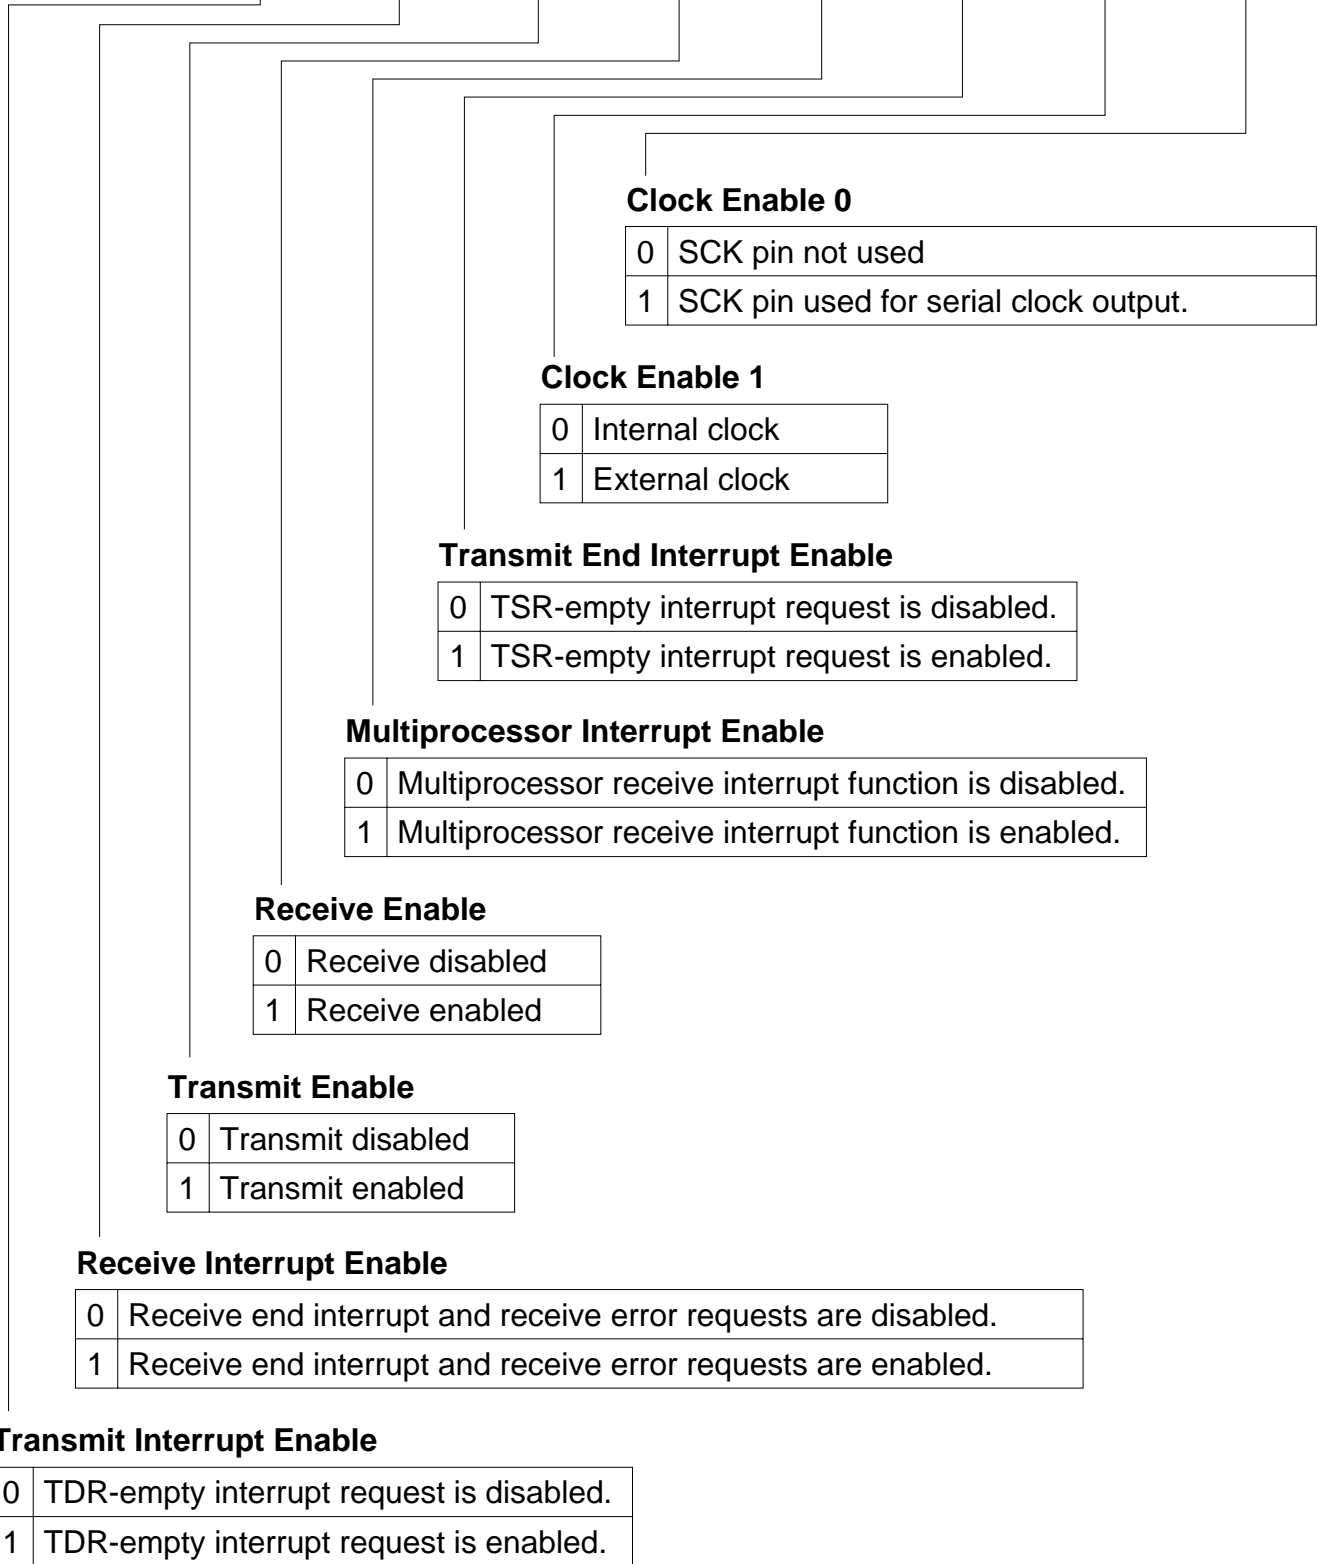 Clock Enable 0
0 SCK pin not used
1 SCK pin used for serial clock output.
Clock Enable 1
0 Internal clock
1 External clock
Transmit End Interrupt Enable
0 TSR-empty interrupt request is disabled.
1 TSR-empty interrupt request is enabled.
Multiprocessor Interrupt Enable
0 Multiprocessor receive interrupt function is disabled.
1 Multiprocessor receive interrupt function is enabled.
Receive Enable
0 Receive disabled
1 Receive enabled
Transmit Enable
0 Transmit disabled
1 Transmit enabled
Receive Interrupt Enable
0 Receive end interrupt and receive error requests are disabled.
1 Receive end interrupt and receive error requests are enabled.
Transmit Interrupt Enable
0 TDR-empty interrupt request is disabled.
1 TDR-empty interrupt request is enabled.